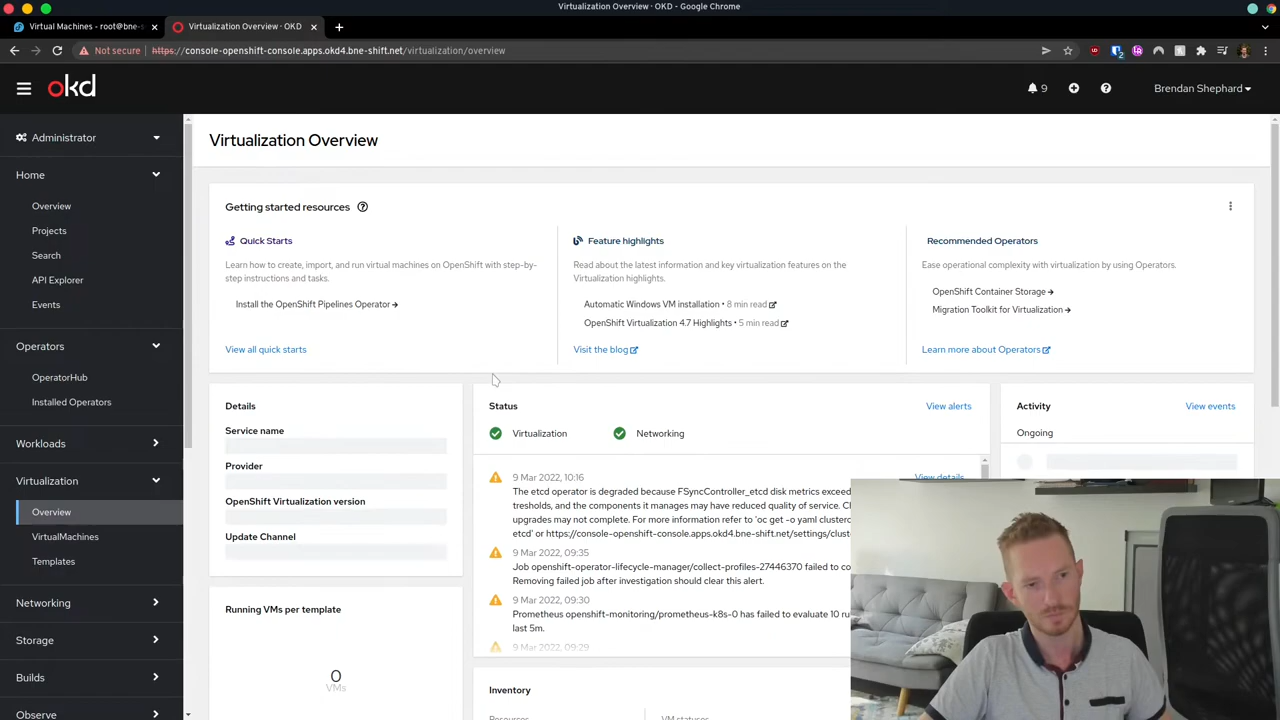 Virtualization Overview · OKD - Google Chrome
Virtual Machines - root@bne-
Virtualization Overview · OKD
Not secure
https://console-openshift-console.apps.okd4.bne-shift.net/virtualization/overview
okd
9
Brendan Shephard
Administrator
Home
Overview
Projects
Search
API Explorer
Events
Operators
OperatorHub
Installed Operators
Workloads
Virtualization
Overview
VirtualMachines
Templates
Networking
Storage
Builds
Observe
Virtualization Overview
Getting started resources
Quick Starts
Learn how to create, import, and run virtual machines on OpenShift with step-by-
step instructions and tasks.
Install the OpenShift Pipelines Operator
View all quick starts
Feature highlights
Read about the latest information and key virtualization features on the
Virtualization highlights.
Automatic Windows VM installation • 8 min read
OpenShift Virtualization 4.7 Highlights • 5 min read
Visit the blog
Recommended Operators
Ease operational complexity with virtualization by using Operators.
OpenShift Container Storage
Migration Toolkit for Virtualization
Learn more about Operators
Details
Service name
Provider
OpenShift Virtualization version
Update Channel
Running VMs per template
0
VMs
Status
View alerts
Virtualization
Networking
9 Mar 2022, 10:16
View details
The etcd operator is degraded because FSyncController_etcd disk metrics exceed
tresholds, and the components it manages may have reduced quality of service. Cl
upgrades may not complete. For more information refer to 'oc get -o yaml cluster
etcd' or https://console-openshift-console.apps.okd4.bne-shift.net/settings/clust
9 Mar 2022, 09:35
Job openshift-operator-lifecycle-manager/collect-profiles-27446370 failed to co
Removing failed job after investigation should clear this alert.
9 Mar 2022, 09:30
Prometheus openshift-monitoring/prometheus-k8s-0 has failed to evaluate 10 ru
last 5m.
9 Mar 2022, 09:29
Inventory
Resources
VM statuses
Activity
View events
Ongoing